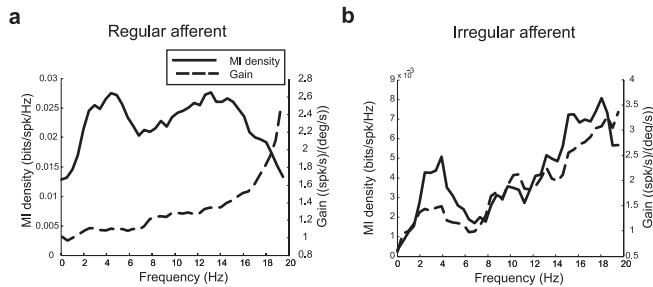 a
Regular afferent
MI density
Gain
0.03
0.025
0.02
0.015
0.01
0.005
0
MI density (bits/spk/Hz)
2.6
2.4
2.2
2
1.8
1.6
1.4
1.2
1
0.8
Gain ((spk/s)/(deg/s))
0 2 4 6 8 10 12 14 16 18 20
Frequency (Hz)
b
Irregular afferent
9 x 10⁻³
8
7
6
5
4
3
2
1
0
MI density (bits/spk/Hz)
4
3.5
3
2.5
2
1.5
1
0.5
Gain ((spk/s)/(deg/s))
0 2 4 6 8 10 12 14 16 18 20
Frequency (Hz)